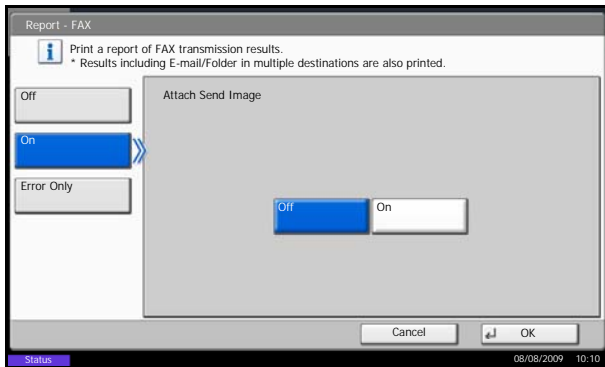 Report - FAX
Print a report of FAX transmission results.
* Results including E-mail/Folder in multiple destinations are also printed.
Off
Attach Send Image
On
Error Only
Off
On
Cancel
OK
Status
08/08/2009 10:10